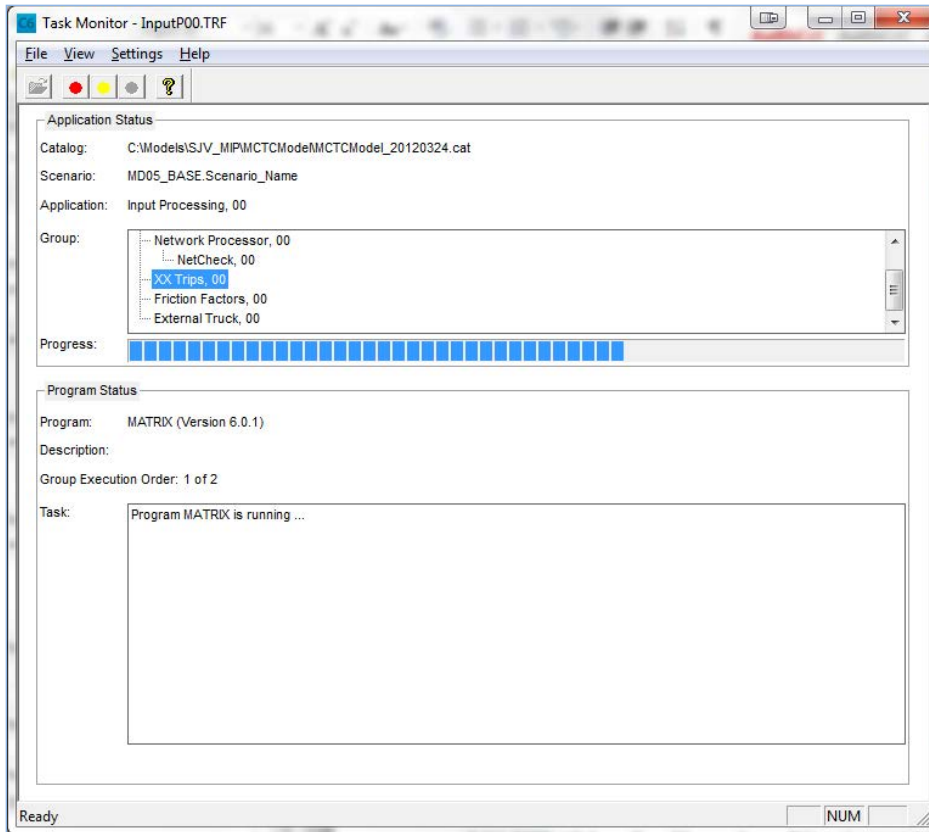 C6 Task Monitor - InputP00.TRF
File View Settings Help
Application Status
Catalog: C:\Models\SJV_MIP\MCTCModel\MCTCModel_20120324.cat
Scenario: MD05_BASE.Scenario_Name
Application: Input Processing, 00
Group:
Network Processor, 00
NetCheck, 00
XX Trips, 00
Friction Factors, 00
External Truck, 00
Progress:
Program Status
Program: MATRIX (Version 6.0.1)
Description:
Group Execution Order: 1 of 2
Task: Program MATRIX is running ...
Ready NUM